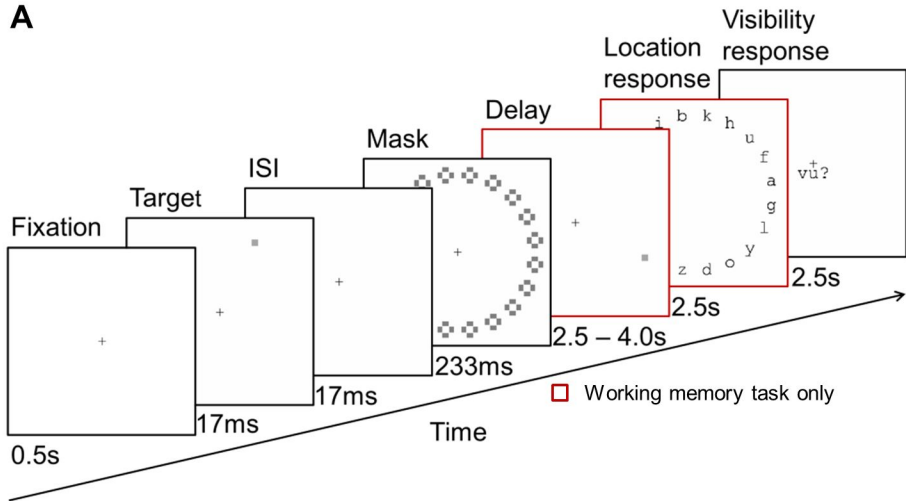 A
Visibility
response
Location
response
Delay
Mask
ISI
Target
Fixation
i b k h u f a g l y o d z
vu?
0.5s
17ms
17ms
233ms
2.5 – 4.0s
2.5s
2.5s
Working memory task only
Time